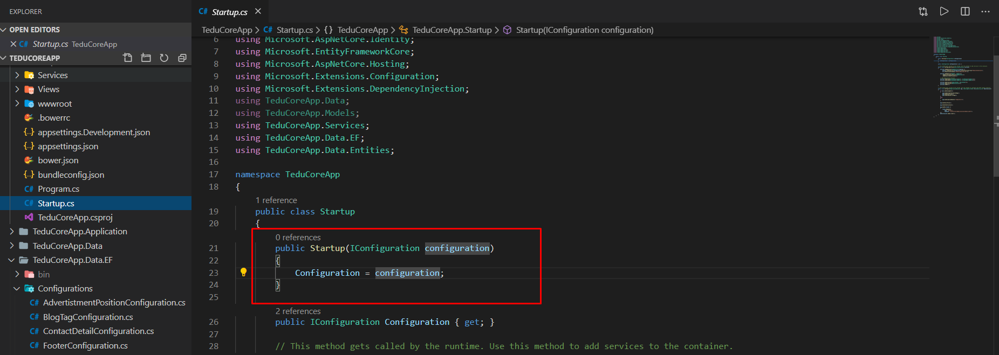 EXPLORER
OPEN EDITORS
Startup.cs TeduCoreApp
TEDUCOREAPP
Services
Views
wwwroot
.bowerrc
appsettings.Development.json
appsettings.json
bower.json
bundleconfig.json
Program.cs
Startup.cs
TeduCoreApp.csproj
TeduCoreApp.Application
TeduCoreApp.Data
TeduCoreApp.Data.EF
bin
Configurations
AdvertistmentPositionConfiguration.cs
BlogTagConfiguration.cs
ContactDetailConfiguration.cs
FooterConfiguration.cs
Startup.cs
TeduCoreApp > Startup.cs > {} TeduCoreApp > TeduCoreApp.Startup > Startup(IConfiguration configuration)
6 using Microsoft.AspNetCore.Identity;
7 using Microsoft.EntityFrameworkCore;
8 using Microsoft.AspNetCore.Hosting;
9 using Microsoft.Extensions.Configuration;
10 using Microsoft.Extensions.DependencyInjection;
11 using TeduCoreApp.Data;
12 using TeduCoreApp.Models;
13 using TeduCoreApp.Services;
14 using TeduCoreApp.Data.EF;
15 using TeduCoreApp.Data.Entities;
16
17 namespace TeduCoreApp
18 {
1 reference
19 public class Startup
20 {
0 references
21 public Startup(IConfiguration configuration)
22 {
23 Configuration = configuration;
24 }
25
2 references
26 public IConfiguration Configuration { get; }
27
28 // This method gets called by the runtime. Use this method to add services to the container.